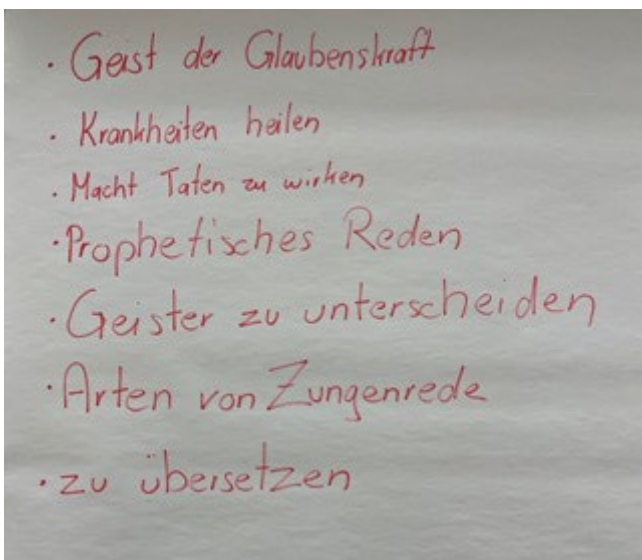 · Geist der Glaubenskraft
· Krankheiten heilen
· Macht Taten zu wirken
· Prophetisches Reden
· Geister zu unterscheiden
· Arten von Zungenrede
· zu übersetzen